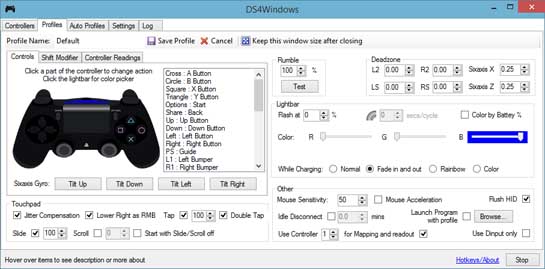 DS4Windows
Controllers Profiles Auto Profiles Settings Log
Profile Name: Default Save Profile Cancel Keep this window size after closing
Controls Shift Modifier Controller Readings
Click a part of the controller to change action
Click the lightbar for color picker
Cross : A Button
Circle : B Button
Square : X Button
Triangle : Y Button
Options : Start
Share : Back
Up : Up Button
Down : Down Button
Left : Left Button
Right : Right Button
PS : Guide
L1 : Left Bumper
R1 : Right Bumper
Sixaxis Gyro: Tilt Up Tilt Down Tilt Left Tilt Right
Touchpad
Jitter Compensation Lower Right as RMB Tap 100 Double Tap
Slide 100 Scroll 0 Start with Slide/Scroll off
Rumble
100 %
Test
Deadzone
L2 0.00 R2 0.00 Sixaxis X 0.25
LS 0.00 RS 0.00 Sixaxis Z 0.25
Lightbar
Flash at 0 % 0 secs/cycle Color by Battey %
Color: R G B
While Charging: Normal Fade in and out Rainbow Color
Other
Mouse Sensitivity: 50 Mouse Acceleration Flush HID
Idle Disconnect 0.0 mins Launch Program with profile Browse...
Use Controller 1 for Mapping and readout Use Dinput only
Hover over items to see description or more about Hotkeys/About Stop